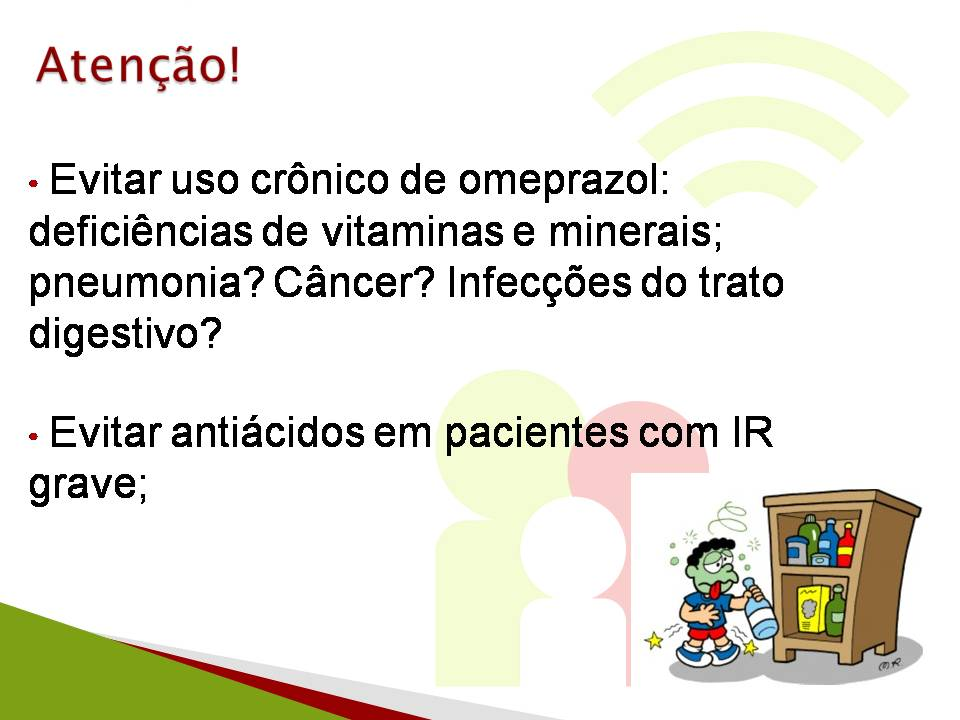 Atenção!
• Evitar uso crônico de omeprazol:
deficiências de vitaminas e minerais;
pneumonia? Câncer? Infecções do trato
digestivo?
• Evitar antiácidos em pacientes com IR
grave;